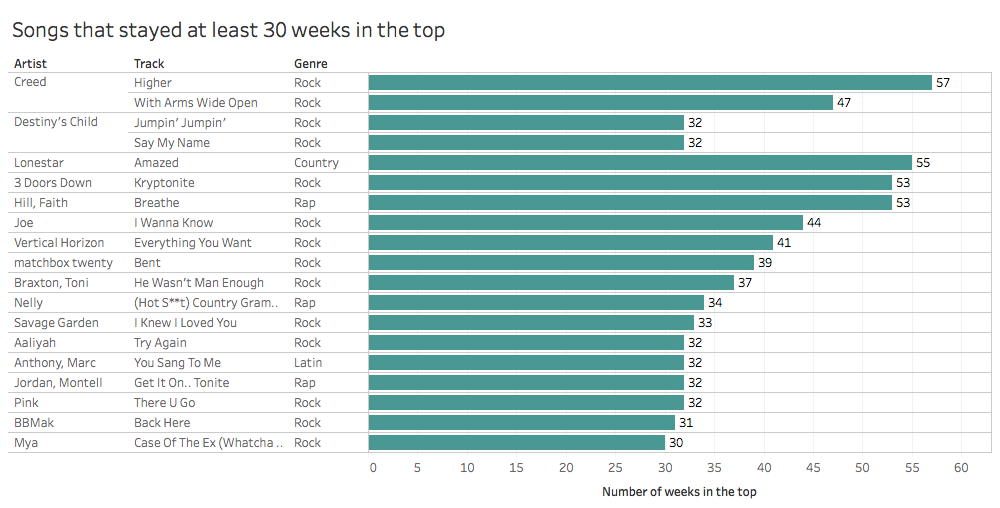 Songs that stayed at least 30 weeks in the top
Artist Track Genre
Creed Higher Rock 57
With Arms Wide Open Rock 47
Destiny's Child Jumpin' Jumpin' Rock 32
Say My Name Rock 32
Lonestar Amazed Country 55
3 Doors Down Kryptonite Rock 53
Hill, Faith Breathe Rap 53
Joe I Wanna Know Rock 44
Vertical Horizon Everything You Want Rock 41
matchbox twenty Bent Rock 39
Braxton, Toni He Wasn't Man Enough Rock 37
Nelly (Hot S**t) Country Gram.. Rap 34
Savage Garden I Knew I Loved You Rock 33
Aaliyah Try Again Rock 32
Anthony, Marc You Sang To Me Latin 32
Jordan, Montell Get It On.. Tonite Rap 32
Pink There U Go Rock 32
BBMak Back Here Rock 31
Mya Case Of The Ex (Whatcha .. Rock 30
0 5 10 15 20 25 30 35 40 45 50 55 60
Number of weeks in the top